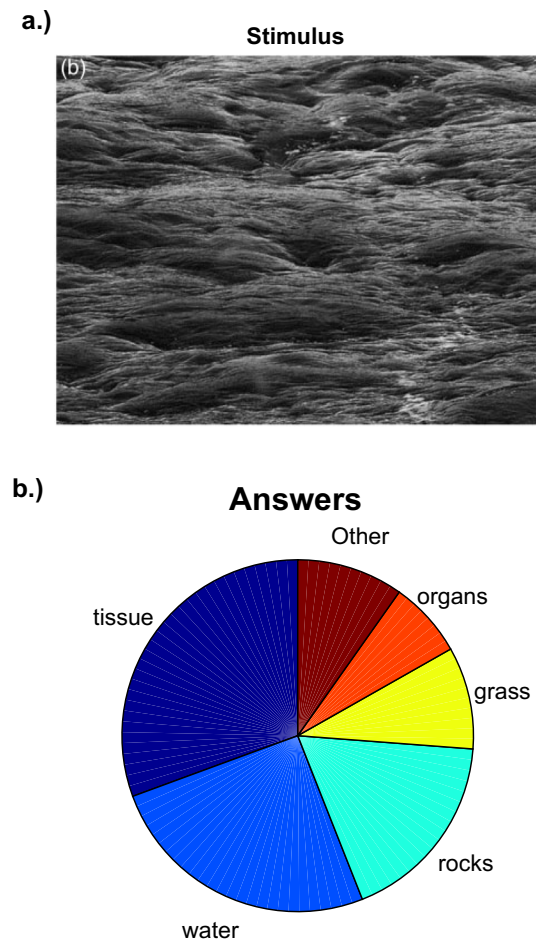 a.)
Stimulus
(b)
b.)
Answers
Other
organs
tissue
grass
rocks
water